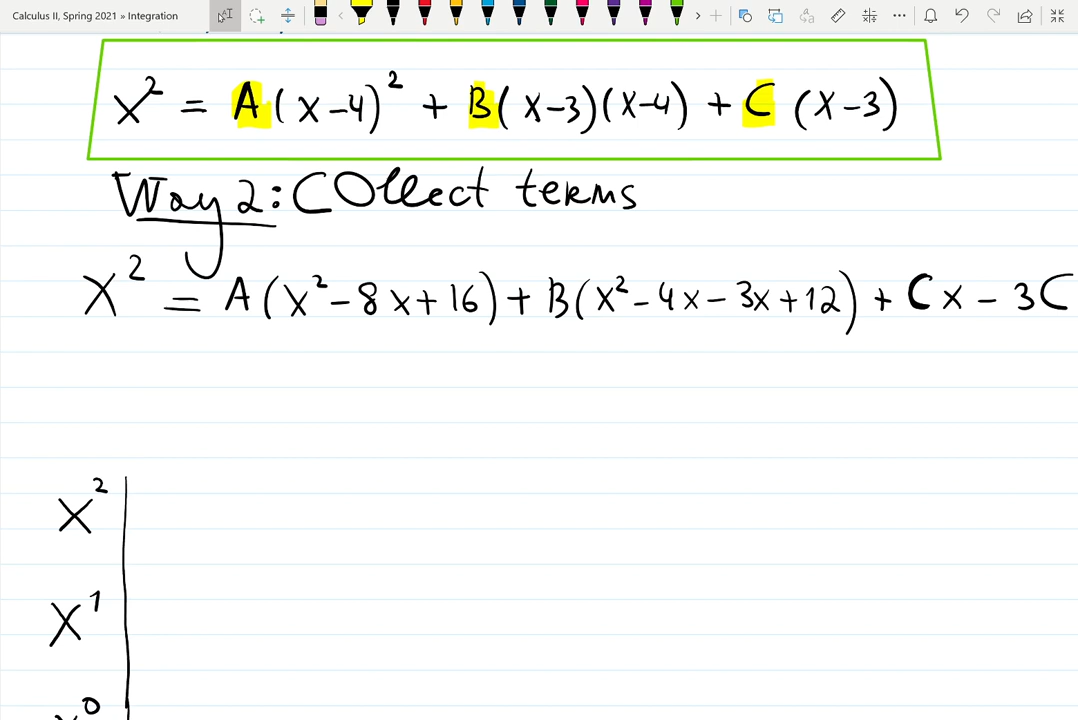 Calculus II, Spring 2021 » Integration
x² = A(x-4)² + B(x-3)(x-4) + C(x-3)
Way 2: Collect terms
x² = A(x²-8x+16) + B(x²-4x-3x+12) + Cx - 3C
x²
x¹
x⁰